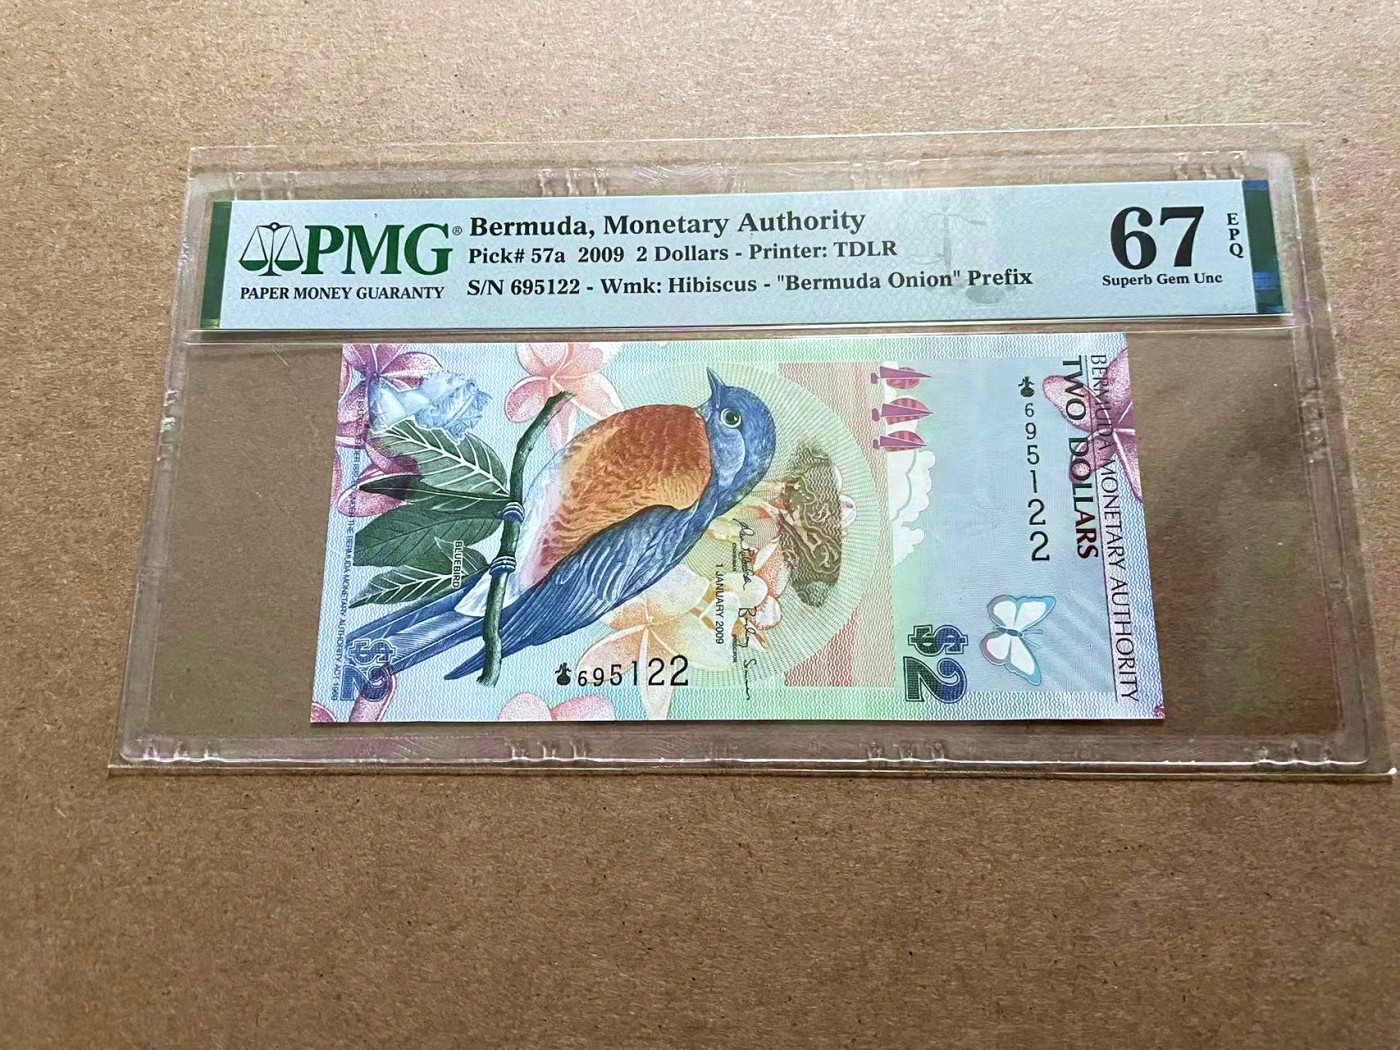 PMG®
PAPER MONEY GUARANTY
Bermuda, Monetary Authority
Pick# 57a 2009 2 Dollars - Printer: TDLR
S/N 695122 - Wmk: Hibiscus - "Bermuda Onion" Prefix
67
EPQ
Superb Gem Unc
BERMUDA MONETARY AUTHORITY
TWO DOLLARS
695122
$2
1 JANUARY 2009
695122
BLUEBIRD
$2